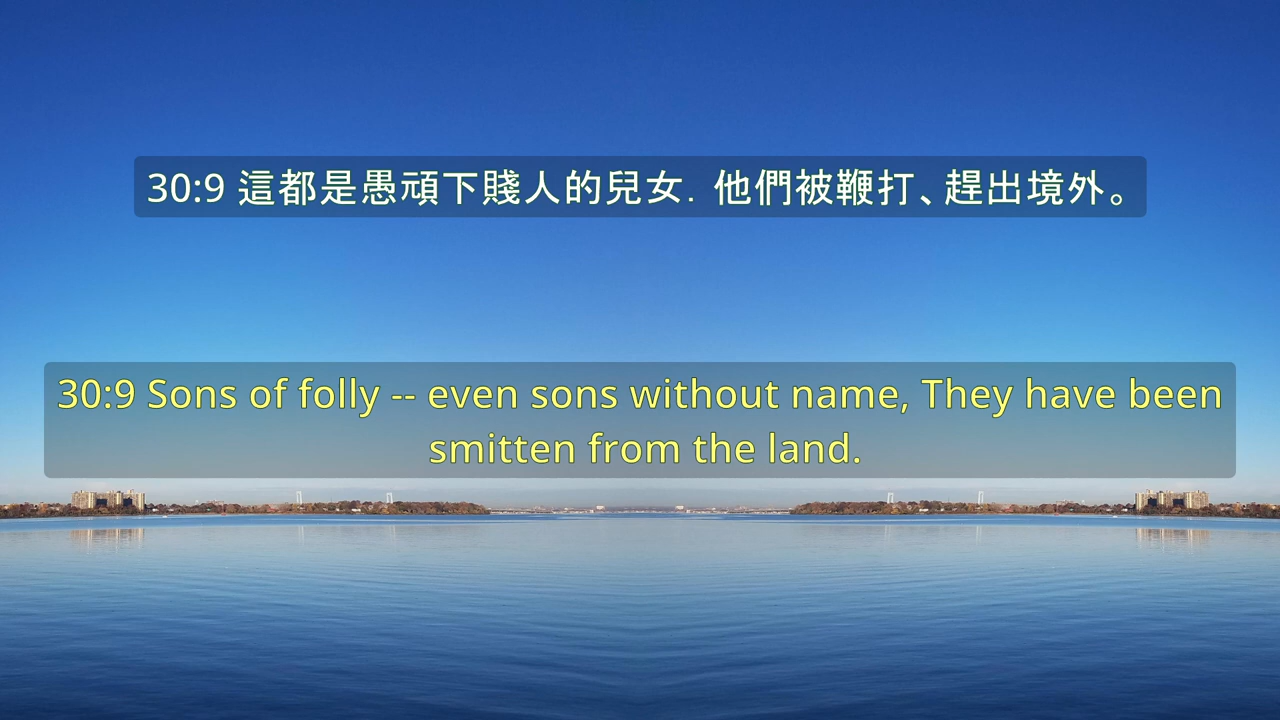 30:9 這都是愚頑下賤人的兒女．他們被鞭打、趕出境外。
30:9 Sons of folly -- even sons without name, They have been
smitten from the land.